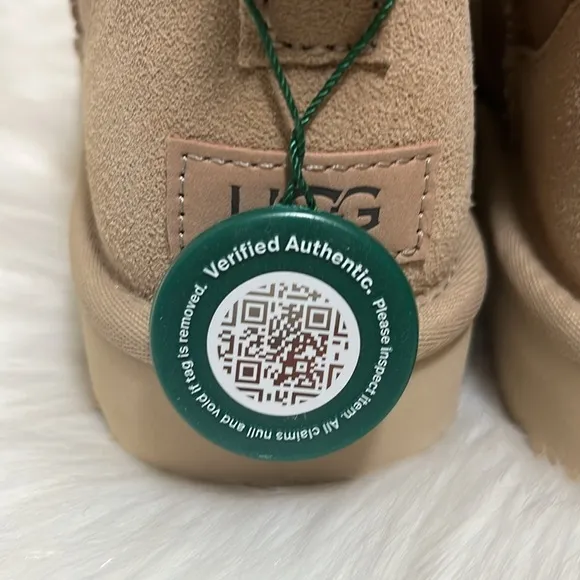 UGG
Verified Authentic. Please inspect item. All claims null and void if tag is removed.